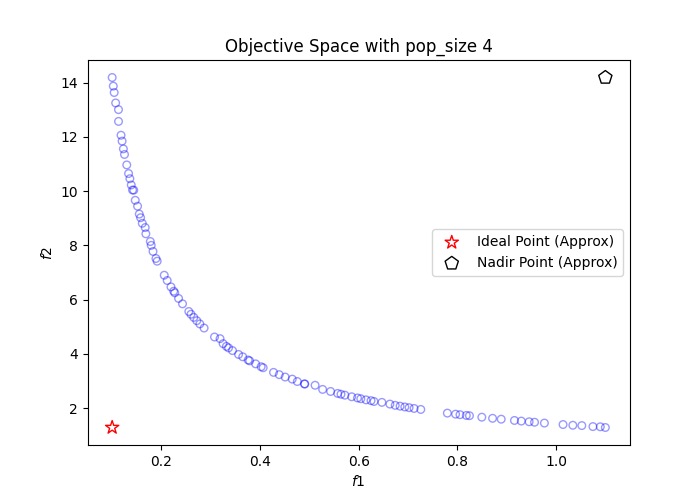 Objective Space with pop_size 4
14
12
10
8
6
4
2
f2
Ideal Point (Approx)
Nadir Point (Approx)
0.2
0.4
0.6
0.8
1.0
f1